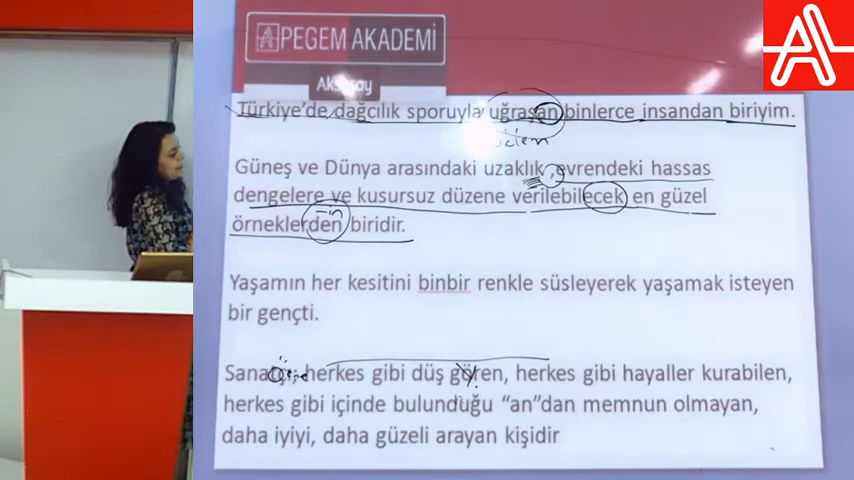 PEGEM AKADEMİ
Aksaray
Türkiye'de dağcılık sporuyla uğraşan binlerce insandan biriyim.
Güneş ve Dünya arasındaki uzaklık , evrendeki hassas
dengelere ve kusursuz düzene verilebilecek en güzel
örneklerden biridir.
Yaşamın her kesitini binbir renkle süsleyerek yaşamak isteyen
bir gençti.
herkes gibi düş gören, herkes gibi hayaller kurabilen,
herkes gibi içinde bulunduğu “an”dan memnun olmayan,
daha iyiyi, daha güzeli arayan kişidir